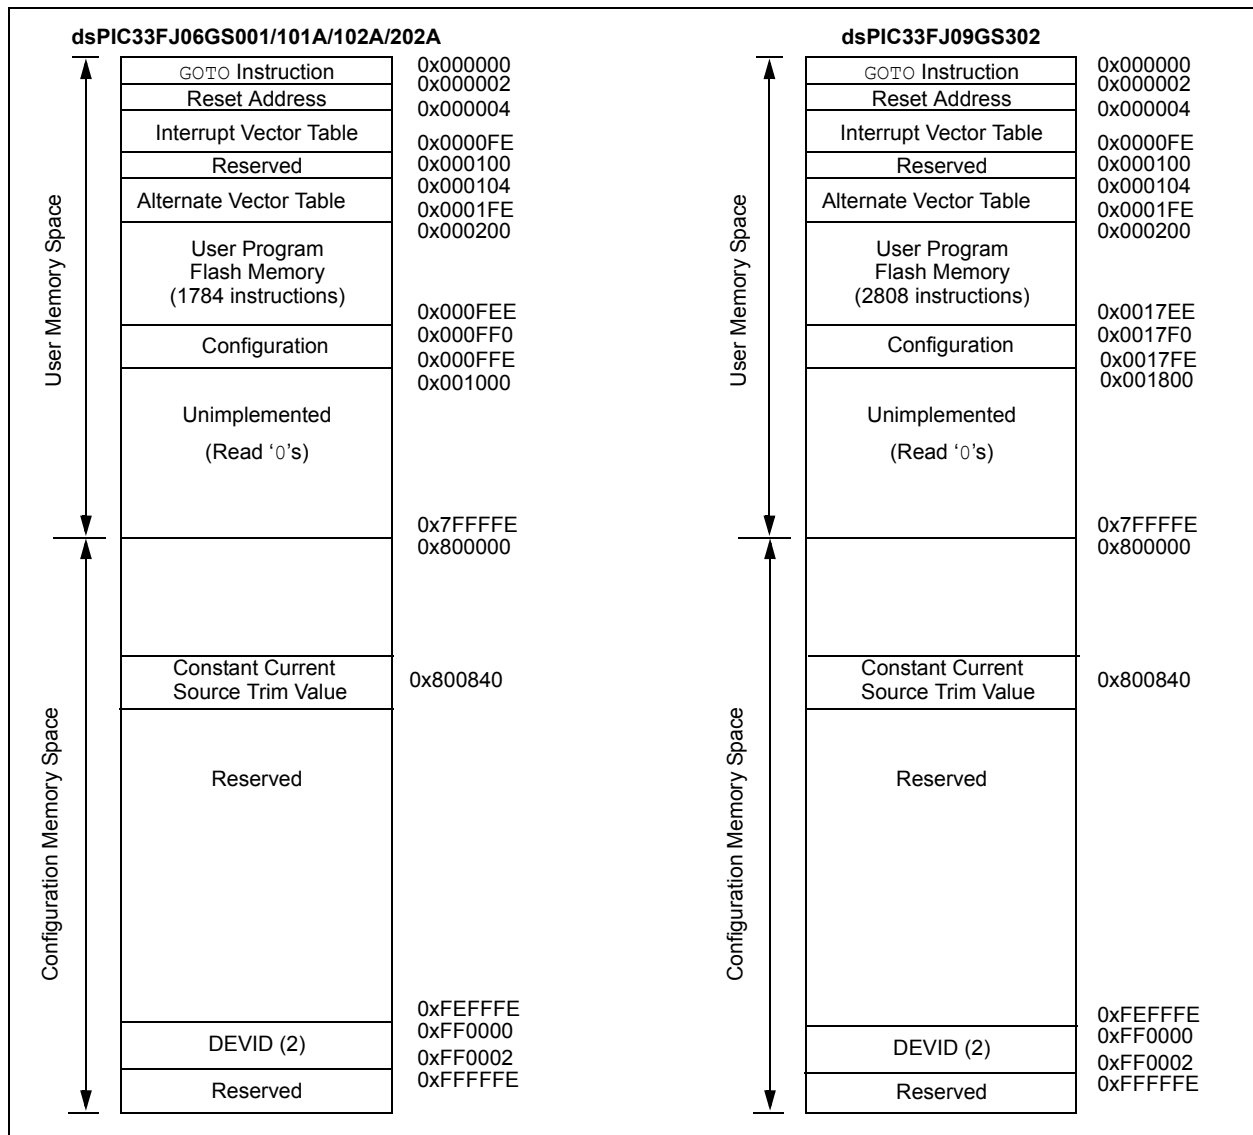 dsPIC33FJ06GS001/101A/102A/202A
GOTO Instruction
0x000000
0x000002
Reset Address
0x000004
Interrupt Vector Table
0x0000FE
Reserved
0x000100
0x000104
Alternate Vector Table
0x0001FE
0x000200
User Program
Flash Memory
(1784 instructions)
0x000FEE
Configuration
0x000FF0
0x000FFE
0x001000
Unimplemented
(Read ‘0’s)
0x7FFFFE
0x800000
Constant Current
Source Trim Value
0x800840
Reserved
0xFEFFFE
0xFF0000
DEVID (2)
0xFF0002
0xFFFFFE
Reserved
User Memory Space
Configuration Memory Space
dsPIC33FJ09GS302
GOTO Instruction
0x000000
0x000002
Reset Address
0x000004
Interrupt Vector Table
0x0000FE
Reserved
0x000100
0x000104
Alternate Vector Table
0x0001FE
0x000200
User Program
Flash Memory
(2808 instructions)
0x0017EE
Configuration
0x0017F0
0x0017FE
0x001800
Unimplemented
(Read ‘0’s)
0x7FFFFE
0x800000
Constant Current
Source Trim Value
0x800840
Reserved
0xFEFFFE
0xFF0000
DEVID (2)
0xFF0002
0xFFFFFE
Reserved
User Memory Space
Configuration Memory Space